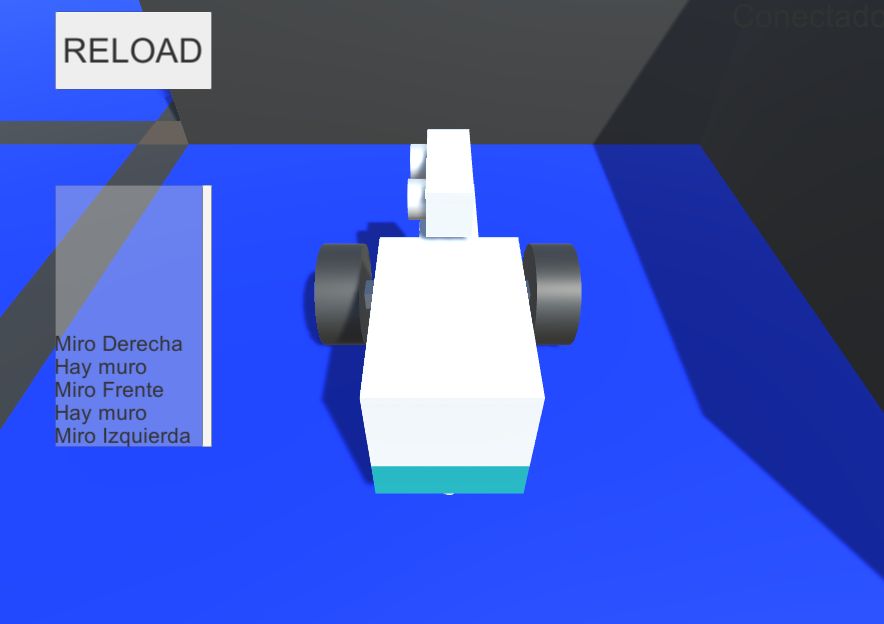 RELOAD
Conectado
Miro Derecha
Hay muro
Miro Frente
Hay muro
Miro Izquierda